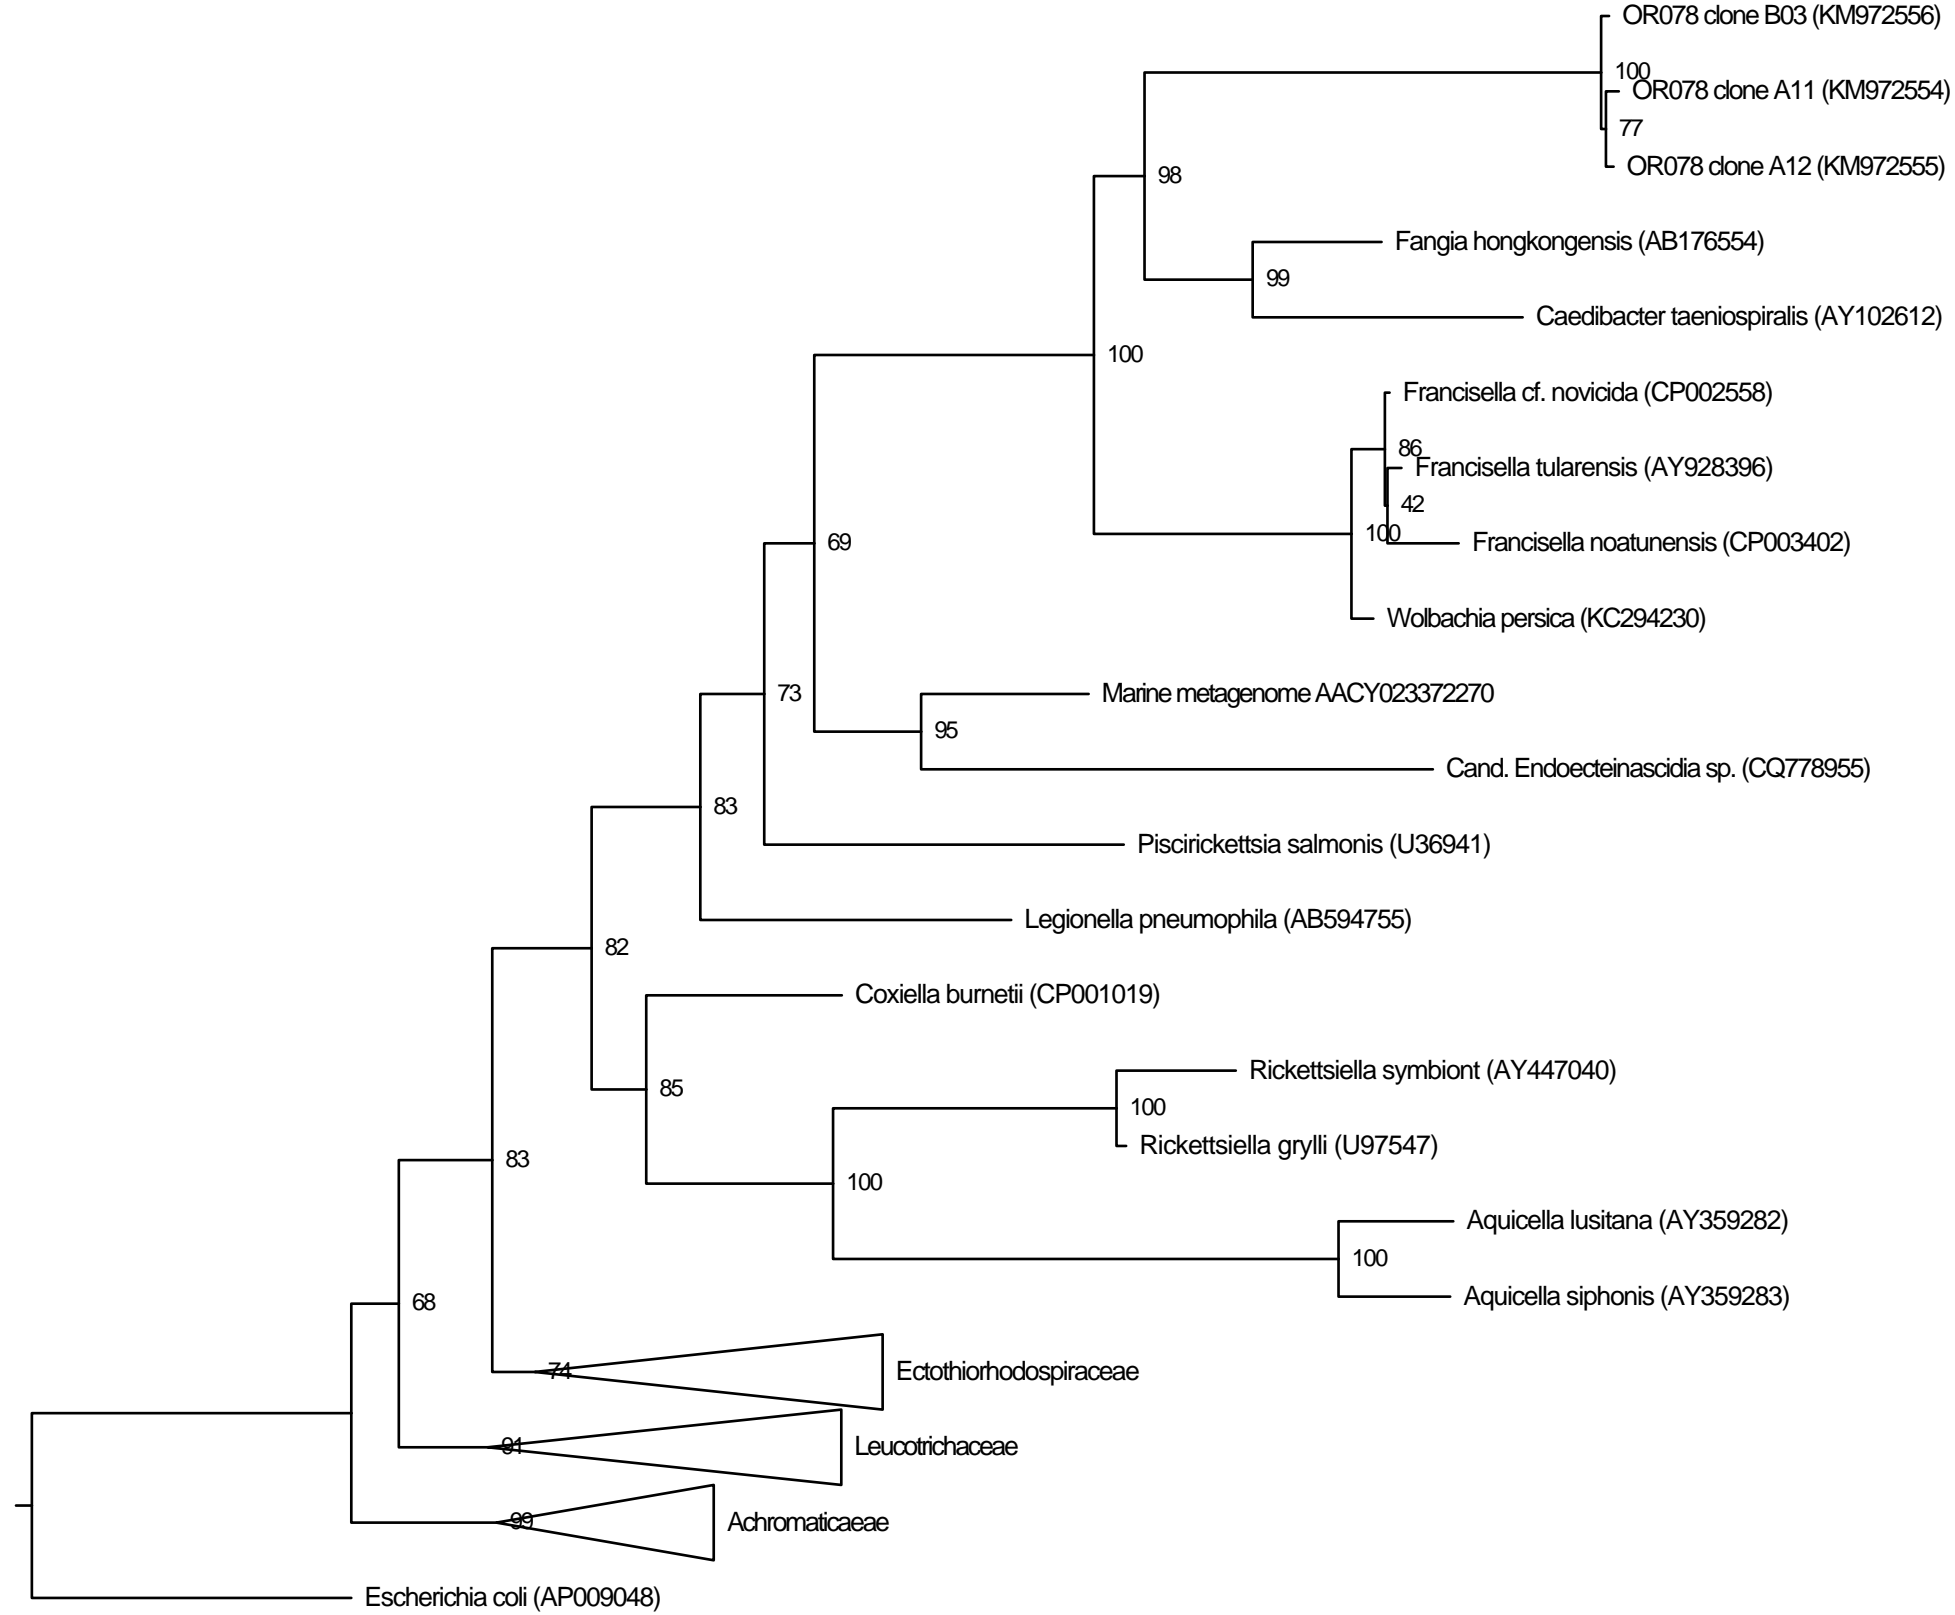 OR078 clone B03 (KM972556)
100
OR078 clone A11 (KM972554)
77
OR078 clone A12 (KM972555)
98
Fangia hongkongensis (AB176554)
99
Caedibacter taeniospiralis (AY102612)
100
Francisella cf. novicida (CP002558)
86
Francisella tularensis (AY928396)
42
100
Francisella noatunensis (CP003402)
69
Wolbachia persica (KC294230)
73
Marine metagenome AACY023372270
95
Cand. Endoecteinascidia sp. (CQ778955)
83
Piscirickettsia salmonis (U36941)
Legionella pneumophila (AB594755)
82
Coxiella burnetii (CP001019)
Rickettsiella symbiont (AY447040)
85
100
Rickettsiella grylli (U97547)
83
100
Aquicella lusitana (AY359282)
100
Aquicella siphonis (AY359283)
68
74
Ectothiorhodospiraceae
91
Leucotrichaceae
99
Achromaticaeae
Escherichia coli (AP009048)